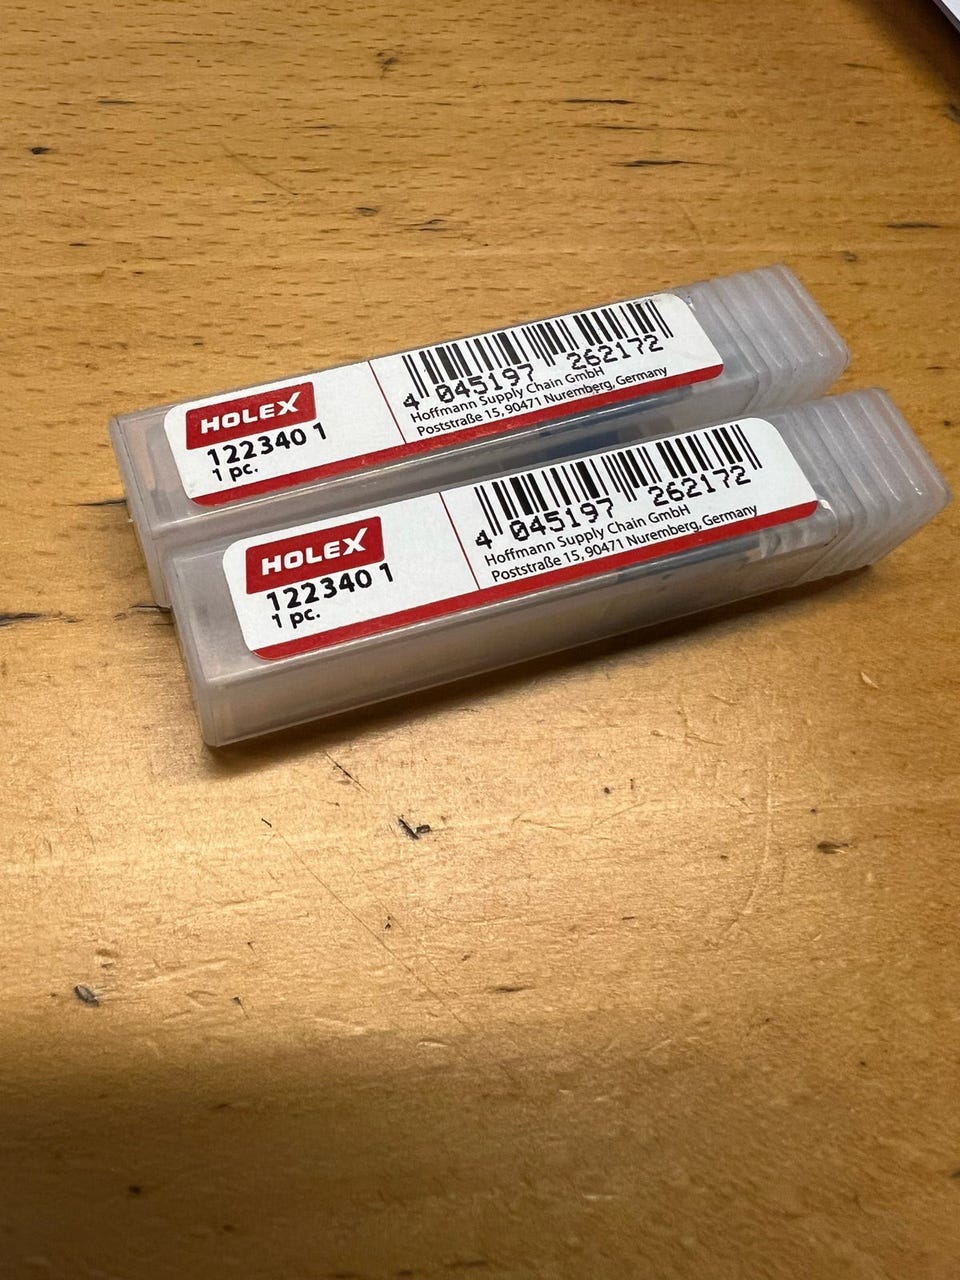 HOLEX
122340 1
1 pc.
4 045197 262172
Hoffmann Supply Chain GmbH
Poststraße 15, 90471 Nuremberg, Germany
HOLEX
122340 1
1 pc.
4 045197 262172
Hoffmann Supply Chain GmbH
Poststraße 15, 90471 Nuremberg, Germany